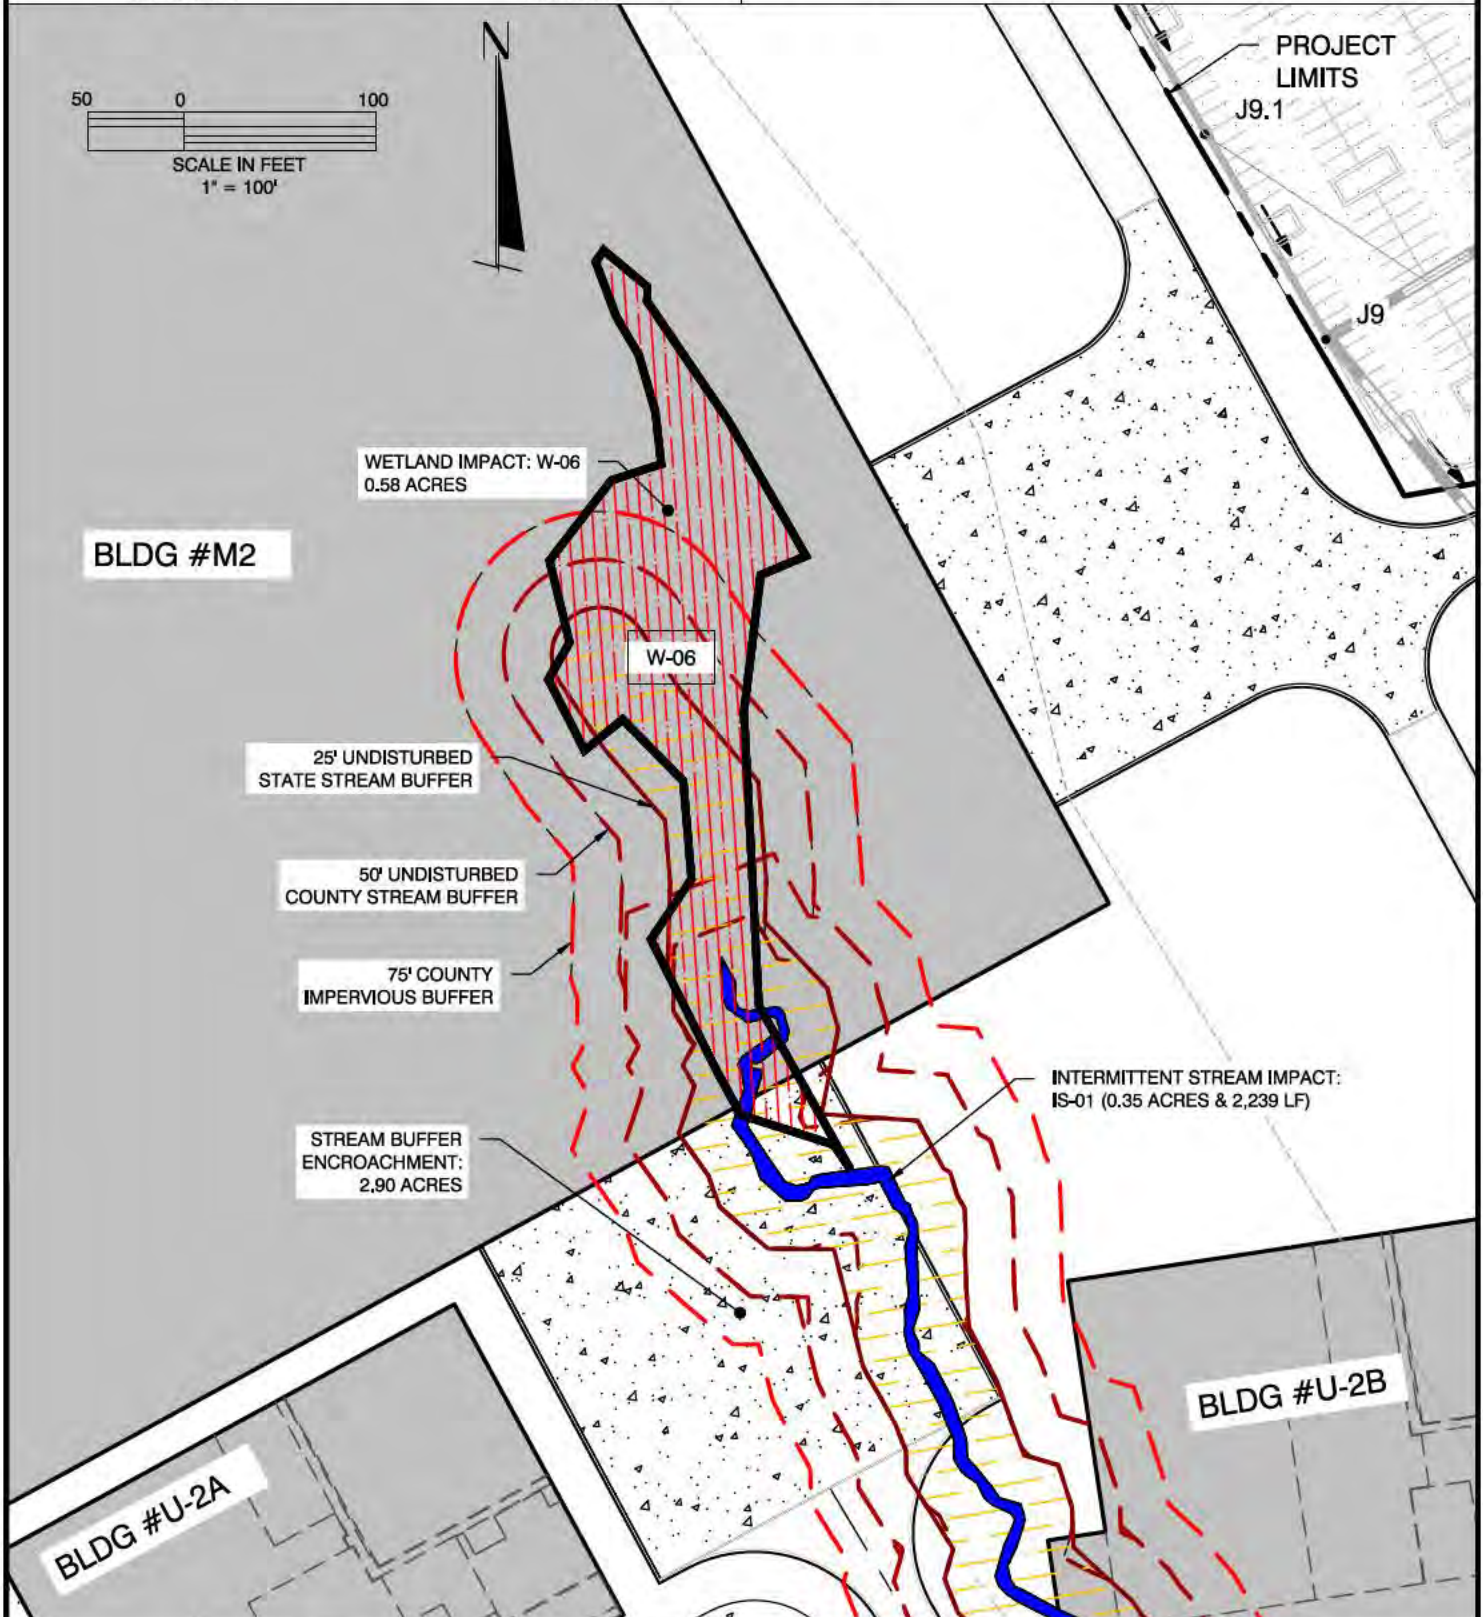 N
PROJECT
LIMITS
J9.1
50 0 100
SCALE IN FEET
1" = 100'
J9
WETLAND IMPACT: W-06
0.58 ACRES
BLDG #M2
W-06
25' UNDISTURBED
STATE STREAM BUFFER
50' UNDISTURBED
COUNTY STREAM BUFFER
75' COUNTY
IMPERVIOUS BUFFER
INTERMITTENT STREAM IMPACT:
IS-01 (0.35 ACRES & 2,239 LF)
STREAM BUFFER
ENCROACHMENT:
2.90 ACRES
BLDG #U-2B
BLDG #U-2A